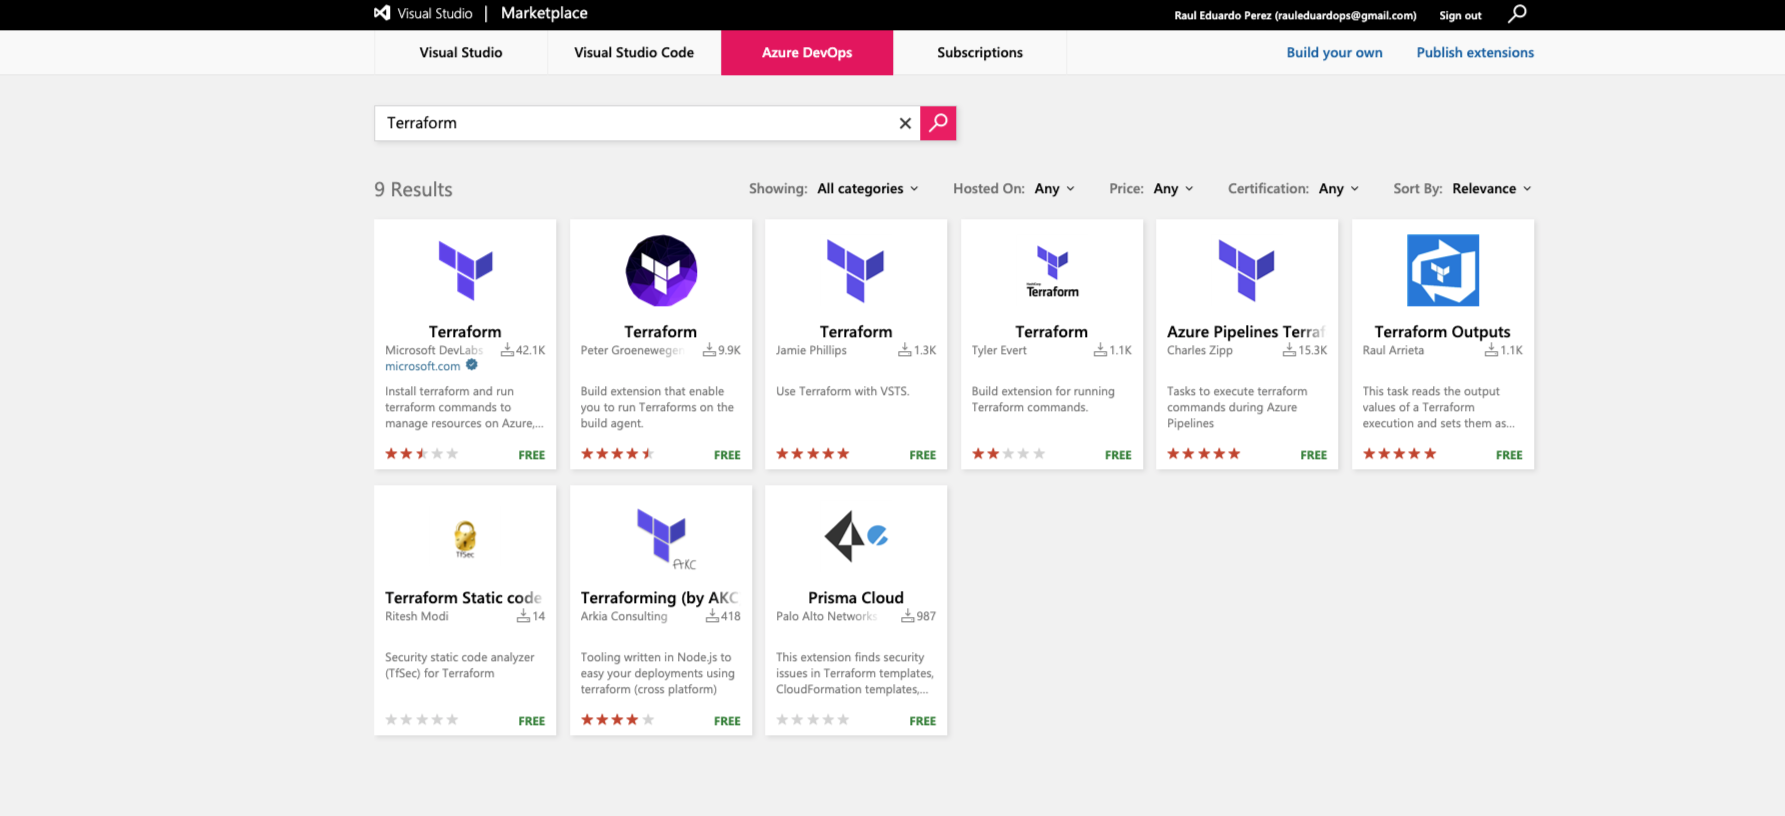 Visual Studio | Marketplace
Raul Eduardo Perez (rauleduardops@gmail.com) Sign out
Visual Studio Visual Studio Code Azure DevOps Subscriptions Build your own Publish extensions
Terraform
9 Results Showing: All categories Hosted On: Any Price: Any Certification: Any Sort By: Relevance
Terraform
Microsoft DevLabs 42.1K
microsoft.com
Install terraform and run
terraform commands to
manage resources on Azure,...
FREE
Terraform
Peter Groenewegen 9.9K
Build extension that enable
you to run Terraforms on the
build agent.
FREE
Terraform
Jamie Phillips 1.3K
Use Terraform with VSTS.
FREE
Terraform
Terraform
Tyler Evert 1.1K
Build extension for running
Terraform commands.
FREE
Azure Pipelines Terraf
Charles Zipp 15.3K
Tasks to execute terraform
commands during Azure
Pipelines
FREE
Terraform Outputs
Raul Arrieta 1.1K
This task reads the output
values of a Terraform
execution and sets them as...
FREE
TfSec
Terraform Static code
Ritesh Modi 14
Security static code analyzer
(TfSec) for Terraform
FREE
AKC
Terraforming (by AKC
Arkia Consulting 418
Tooling written in Node.js to
easy your deployments using
terraform (cross platform)
FREE
Prisma Cloud
Palo Alto Networks 987
This extension finds security
issues in Terraform templates,
CloudFormation templates,...
FREE